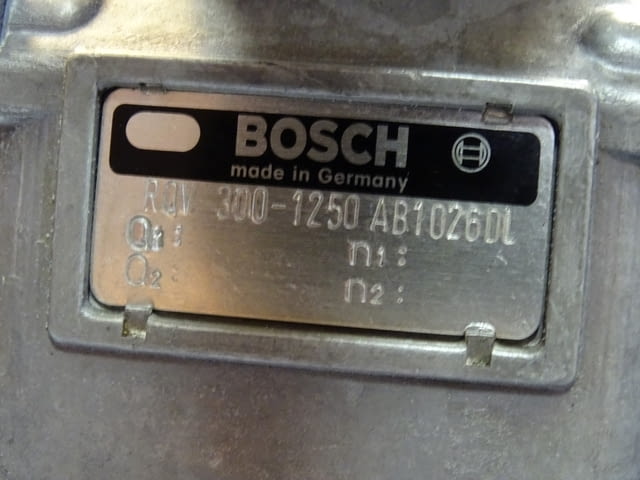 BOSCH
made in Germany
RQV 300-1250 AB1026DL
Q1: n1:
Q2: n2: